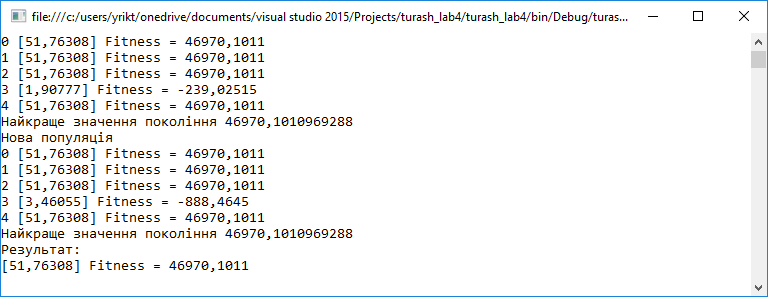 file:///c:/users/yrikt/onedrive/documents/visual studio 2015/Projects/turash_lab4/turash_lab4/bin/Debug/turas...
0 [51,76308] Fitness = 46970,1011
1 [51,76308] Fitness = 46970,1011
2 [51,76308] Fitness = 46970,1011
3 [1,90777] Fitness = -239,02515
4 [51,76308] Fitness = 46970,1011
Найкраще значення покоління 46970,1010969288
Нова популяція
0 [51,76308] Fitness = 46970,1011
1 [51,76308] Fitness = 46970,1011
2 [51,76308] Fitness = 46970,1011
3 [3,46055] Fitness = -888,4645
4 [51,76308] Fitness = 46970,1011
Найкраще значення покоління 46970,1010969288
Результат:
[51,76308] Fitness = 46970,1011